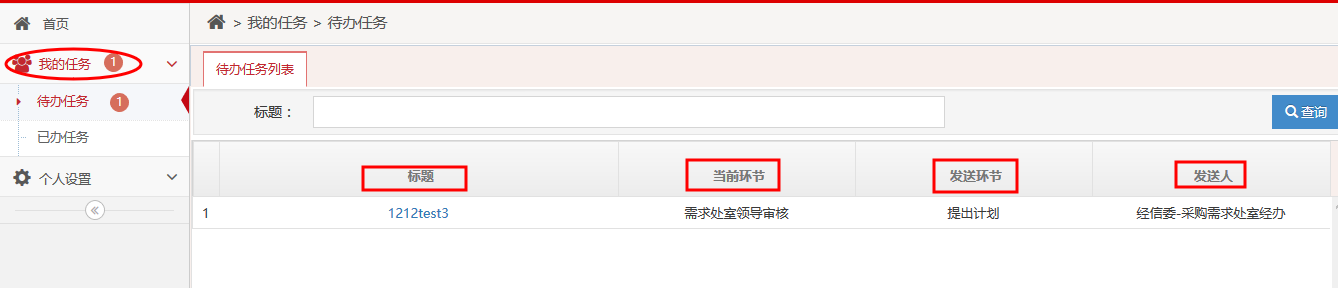 首页
我的任务 1
待办任务 1
已办任务
个人设置
> 我的任务 > 待办任务
待办任务列表
标题：
查询
标题 当前环节 发送环节 发送人
1 1212test3 需求处室领导审核 提出计划 经信委-采购需求处室经办